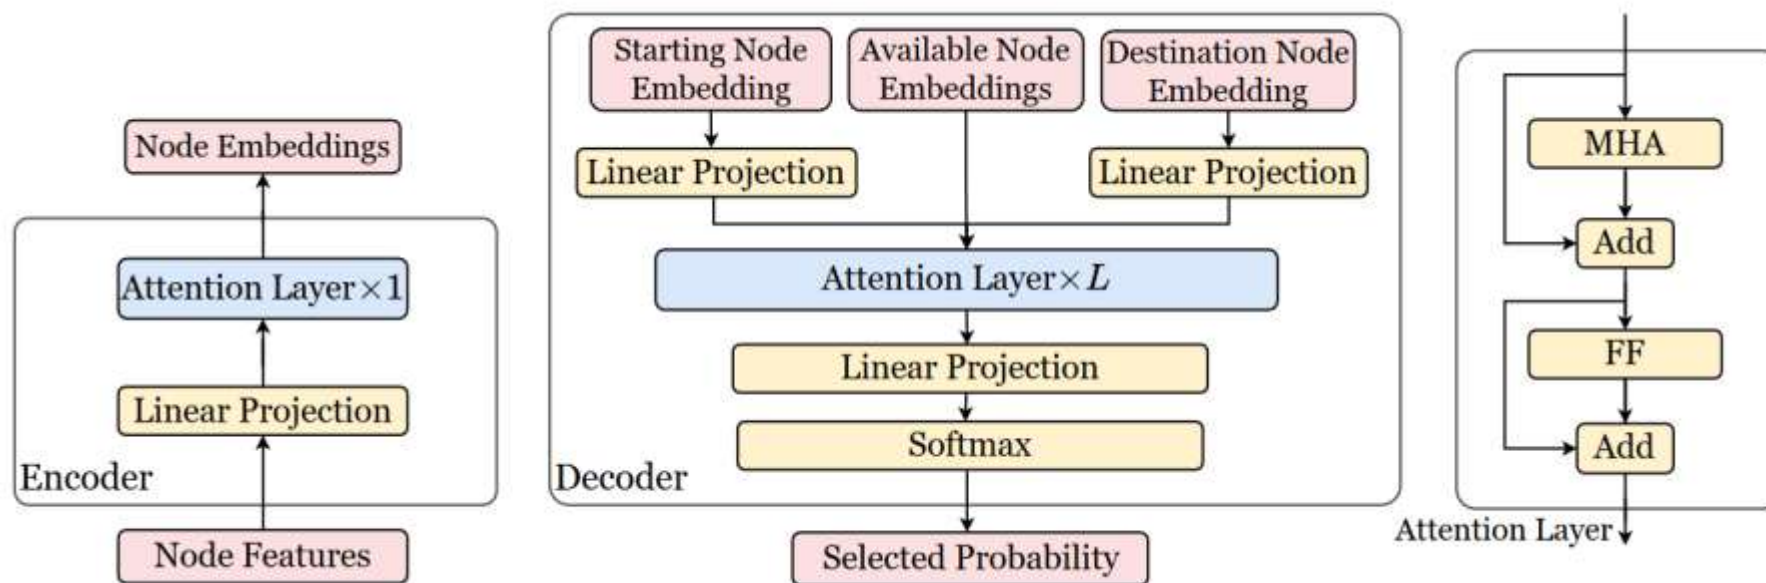 Node Embeddings
Attention Layer×1
Linear Projection
Encoder
Node Features
Starting Node
Embedding
Available Node
Embeddings
Destination Node
Embedding
Linear Projection
Linear Projection
Attention Layer×L
Linear Projection
Softmax
Decoder
Selected Probability
MHA
Add
FF
Add
Attention Layer